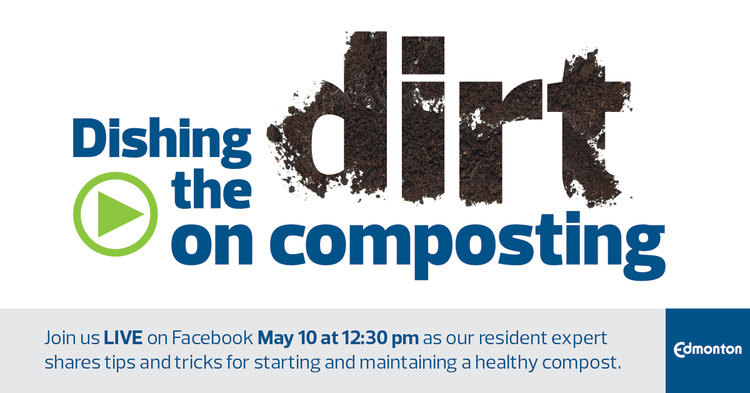 Dishing
the dirt
on composting
Join us LIVE on Facebook May 10 at 12:30 pm as our resident expert
shares tips and tricks for starting and maintaining a healthy compost.
Edmonton